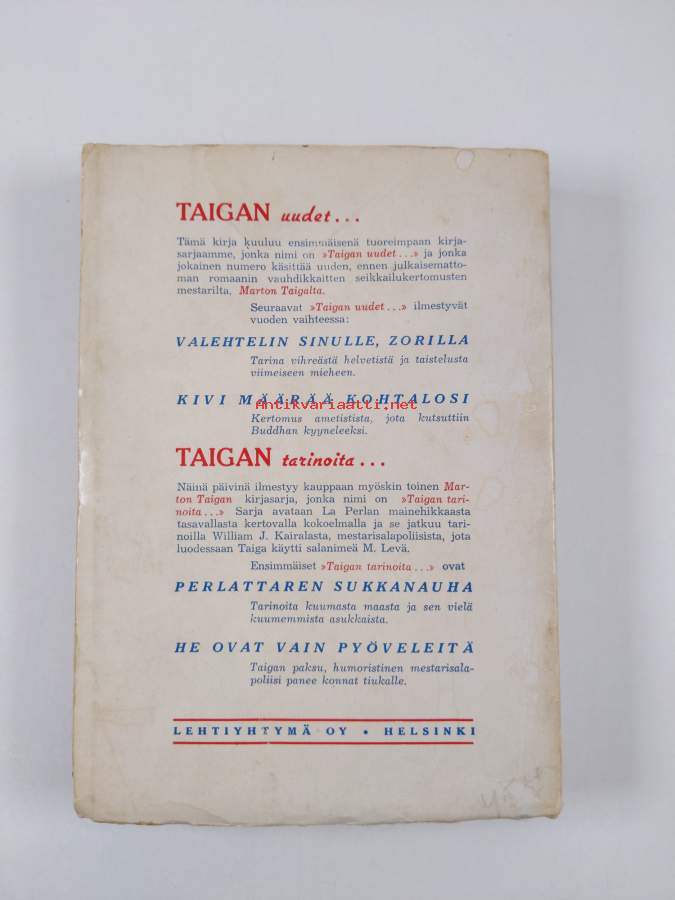 TAIGAN uudet...
Tämä kirja kuuluu ensimmäisenä tuoreimpaan kirja-
sarjaamme, jonka nimi on »Taigan uudet...» ja jonka
jokainen numero käsittää uuden, ennen julkaisematto-
man romaanin vauhdikkaitten seikkailukertomusten
mestarilta, Marton Taigalta.
Seuraavat »Taigan uudet...» ilmestyvät
vuoden vaihteessa:
VALEHTELIN SINULLE, ZORILLA
Tarina vihreästä helvetistä ja taistelusta
viimeiseen mieheen.
KIVI MÄÄRÄÄ KOHTALOSI
Antikvariaatti.net
Kertomus ametistista, jota kutsuttiin
Buddhan kyyneleeksi.
TAIGAN tarinoita...
Näinä päivinä ilmestyy kauppaan myöskin toinen Mar-
ton Taigan kirjasarja, jonka nimi on »Taigan tari-
noita...» Sarja avataan La Perlan mainehikkaasta
tasavallasta kertovalla kokoelmalla ja se jatkuu tari-
noilla William J. Kairalasta, mestarisalapoliisista, jota
luodessaan Taiga käytti salanimeä M. Levä.
Ensimmäiset »Taigan tarinoita...» ovat
PERLATTAREN SUKKANAUHA
Tarinoita kuumasta maasta ja sen vielä
kuumemmista asukkaista.
HE OVAT VAIN PYÖVELEITÄ
Taigan paksu, humoristinen mestarisala-
poliisi panee konnat tiukalle.
LEHTIYHTYMÄ OY • HELSINKI